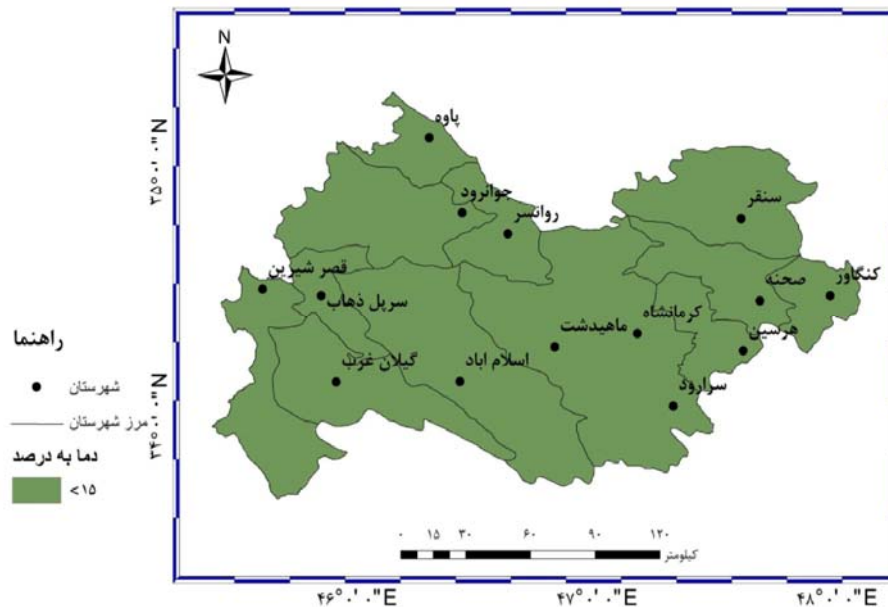 N
پاوه
جوانرود
روانسر
سنقر
قصر شیرین
سرپل ذهاب
صحنه
کنگاور
کرمانشاه
ماهیدشت
هرسین
گیلان غرب
اسلام اباد
سرارود
راهنما
شهرستان
مرز شهرستان
دما به درصد
<۱۵
۳۵°۰'۰"N
۳۴°۰'۰"N
۰ ۱۵ ۳۰ ۶۰ ۹۰ ۱۲۰
کیلومتر
۴۶°۰'۰"E ۴۷°۰'۰"E ۴۸°۰'۰"E